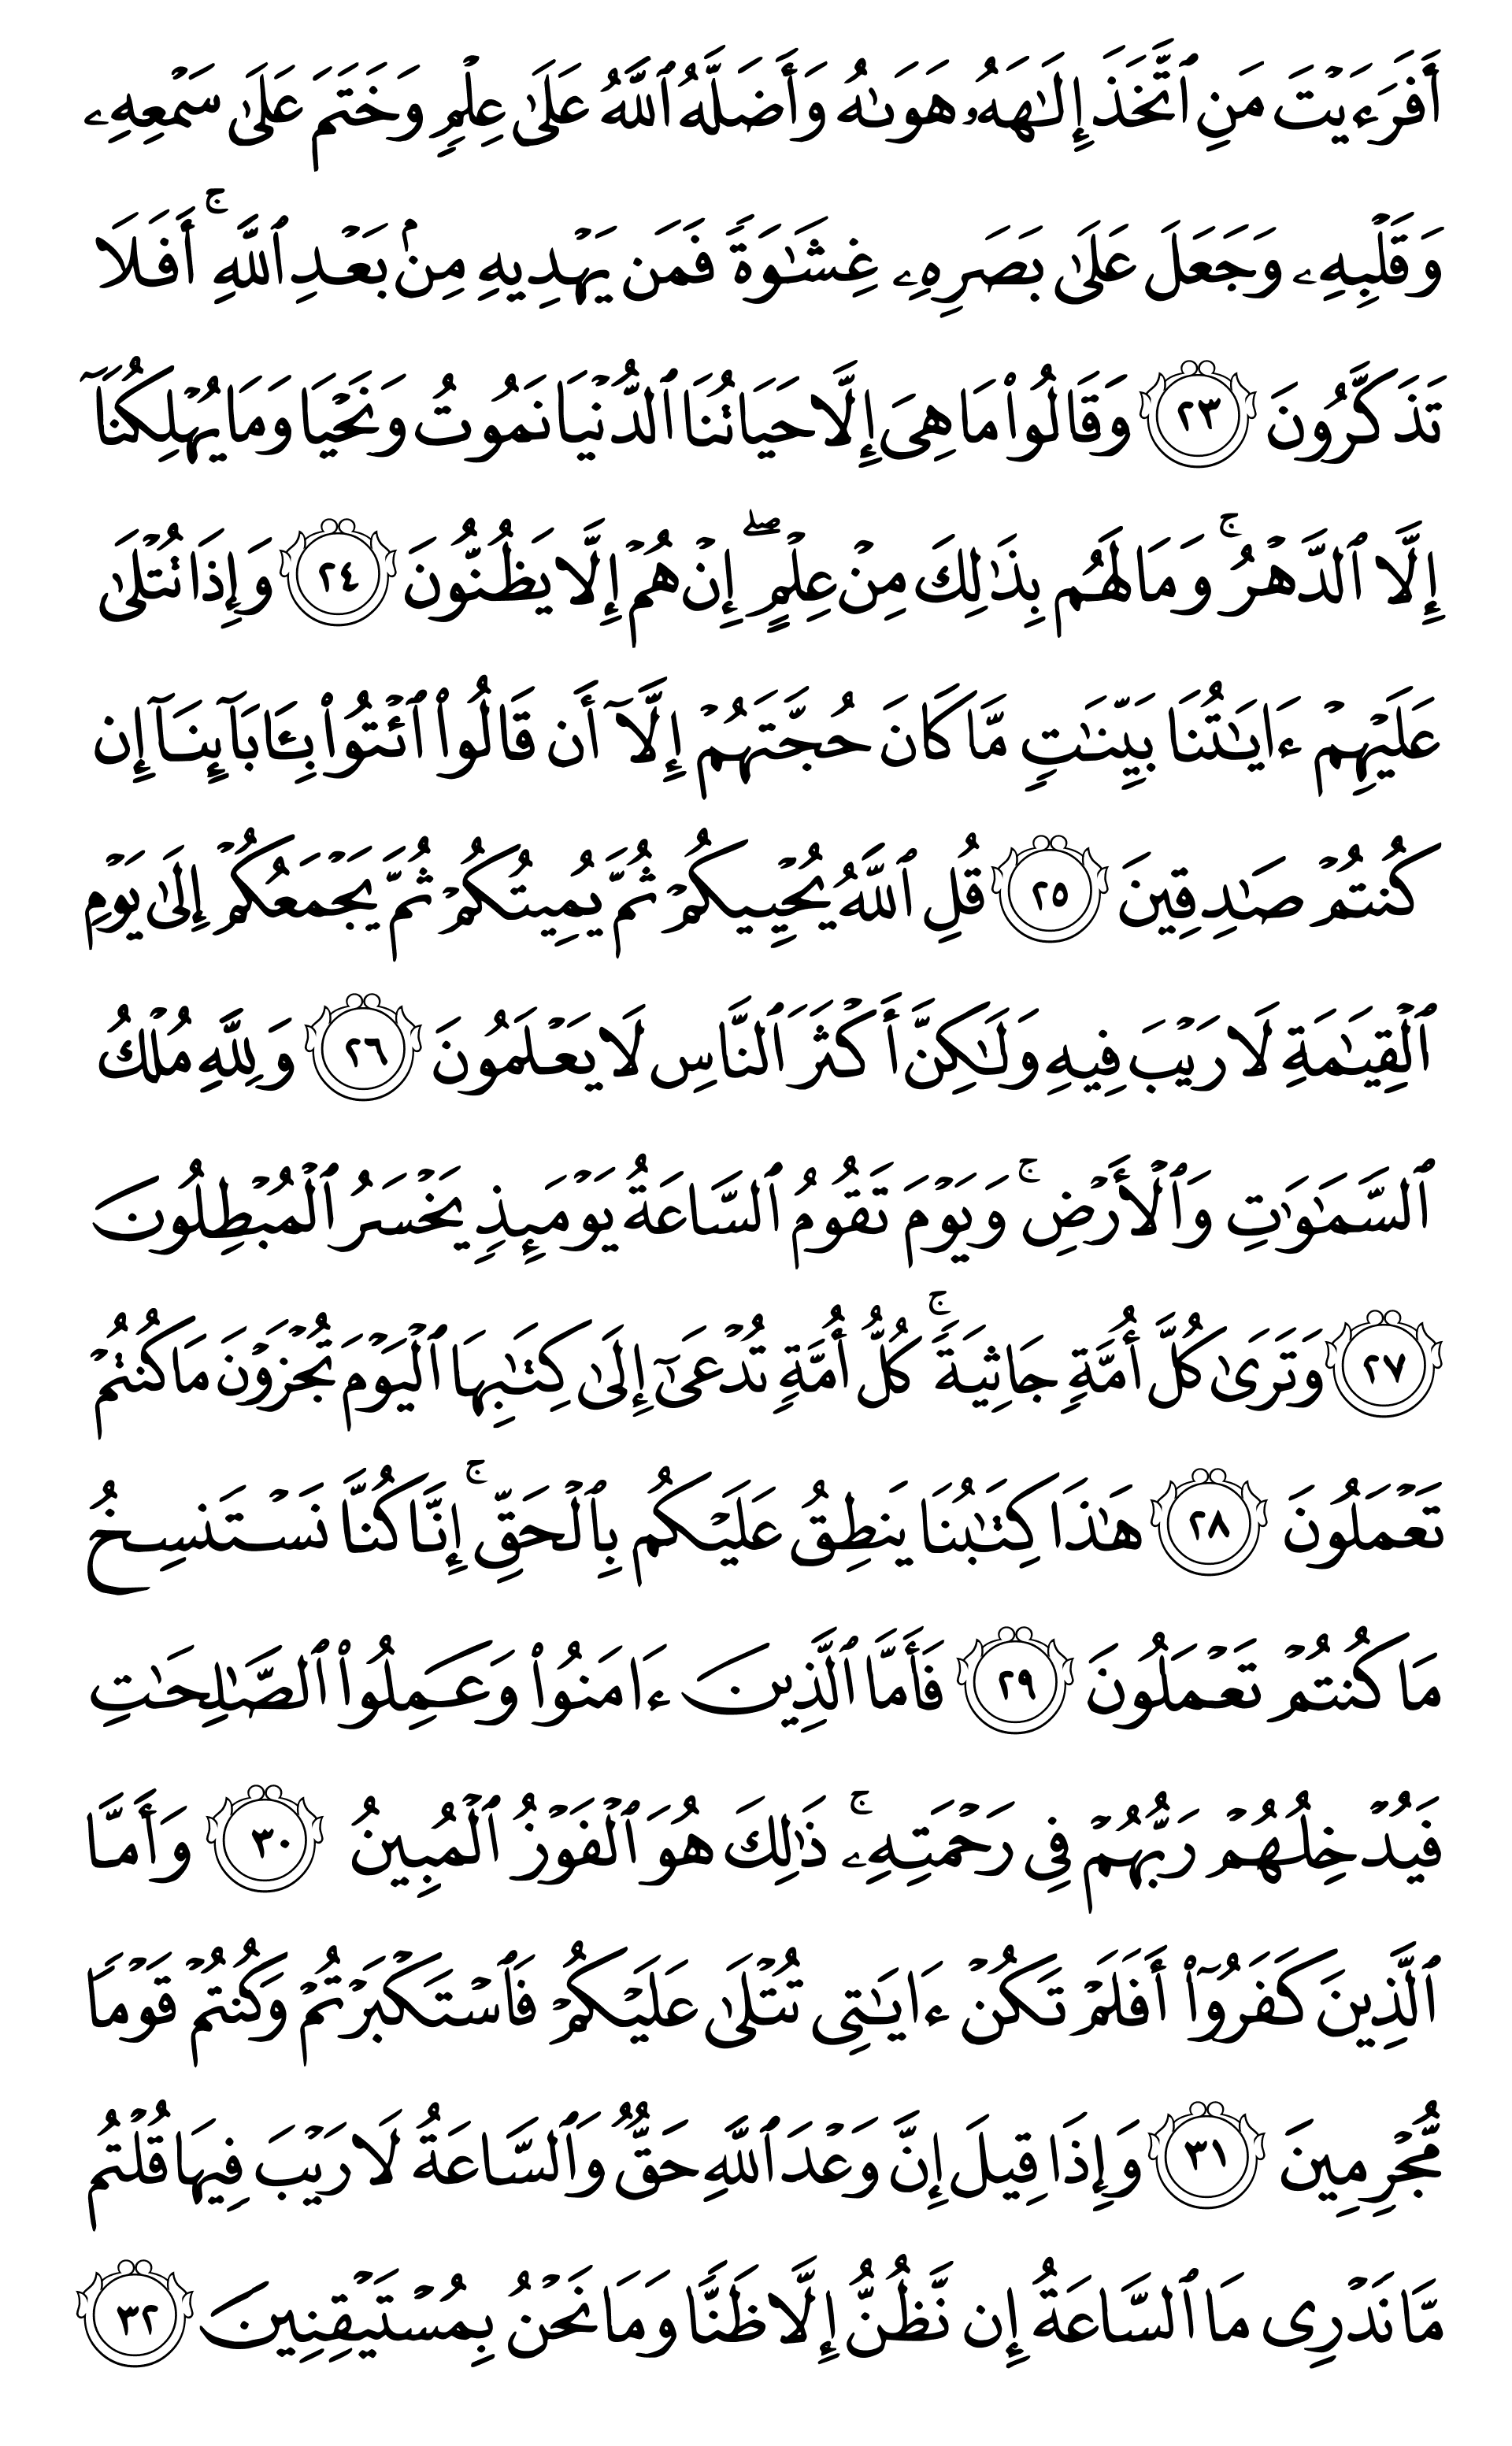 أَفَرَءَيْتَ مَنِ ٱتَّخَذَ إِلَٰهَهُۥ هَوَىٰهُ وَأَضَلَّهُ ٱللَّهُ عَلَىٰ عِلْمٍ وَخَتَمَ عَلَىٰ سَمْعِهِۦ
وَقَلْبِهِۦ وَجَعَلَ عَلَىٰ بَصَرِهِۦ غِشَٰوَةً فَمَن يَهْدِيهِ مِنۢ بَعْدِ ٱللَّهِ ۚ أَفَلَا
تَذَكَّرُونَ ٢٣ وَقَالُوا۟ مَا هِىَ إِلَّا حَيَاتُنَا ٱلدُّنْيَا نَمُوتُ وَنَحْيَا وَمَا يُهْلِكُنَآ
إِلَّا ٱلدَّهْرُ ۚ وَمَا لَهُم بِذَٰلِكَ مِنْ عِلْمٍ ۖ إِنْ هُمْ إِلَّا يَظُنُّونَ ٢٤ وَإِذَا تُتْلَىٰ
عَلَيْهِمْ ءَايَٰتُنَا بَيِّنَٰتٍ مَّا كَانَ حُجَّتَهُمْ إِلَّآ أَن قَالُوا۟ ٱئْتُوا۟ بِـَٔابَآئِنَآ إِن
كُنتُمْ صَٰدِقِينَ ٢٥ قُلِ ٱللَّهُ يُحْيِيكُمْ ثُمَّ يُمِيتُكُمْ ثُمَّ يَجْمَعُكُمْ إِلَىٰ يَوْمِ
ٱلْقِيَٰمَةِ لَا رَيْبَ فِيهِ وَلَٰكِنَّ أَكْثَرَ ٱلنَّاسِ لَا يَعْلَمُونَ ٢٦ وَلِلَّهِ مُلْكُ
ٱلسَّمَٰوَٰتِ وَٱلْأَرْضِ ۚ وَيَوْمَ تَقُومُ ٱلسَّاعَةُ يَوْمَئِذٍ يَخْسَرُ ٱلْمُبْطِلُونَ
٢٧ وَتَرَىٰ كُلَّ أُمَّةٍ جَاثِيَةً ۚ كُلُّ أُمَّةٍ تُدْعَىٰٓ إِلَىٰ كِتَٰبِهَا ٱلْيَوْمَ تُجْزَوْنَ مَا كُنتُمْ
تَعْمَلُونَ ٢٨ هَٰذَا كِتَٰبُنَا يَنطِقُ عَلَيْكُم بِٱلْحَقِّ ۚ إِنَّا كُنَّا نَسْتَنسِخُ
مَا كُنتُمْ تَعْمَلُونَ ٢٩ فَأَمَّا ٱلَّذِينَ ءَامَنُوا۟ وَعَمِلُوا۟ ٱلصَّٰلِحَٰتِ
فَيُدْخِلُهُمْ رَبُّهُمْ فِى رَحْمَتِهِۦ ۚ ذَٰلِكَ هُوَ ٱلْفَوْزُ ٱلْمُبِينُ ٣٠ وَأَمَّا
ٱلَّذِينَ كَفَرُوٓا۟ أَفَلَمْ تَكُنْ ءَايَٰتِى تُتْلَىٰ عَلَيْكُمْ فَٱسْتَكْبَرْتُمْ وَكُنتُمْ قَوْمًا
مُّجْرِمِينَ ٣١ وَإِذَا قِيلَ إِنَّ وَعْدَ ٱللَّهِ حَقٌّ وَٱلسَّاعَةُ لَا رَيْبَ فِيهَا قُلْتُم
مَّا نَدْرِى مَا ٱلسَّاعَةُ إِن نَّظُنُّ إِلَّا ظَنًّا وَمَا نَحْنُ بِمُسْتَيْقِنِينَ ٣٢